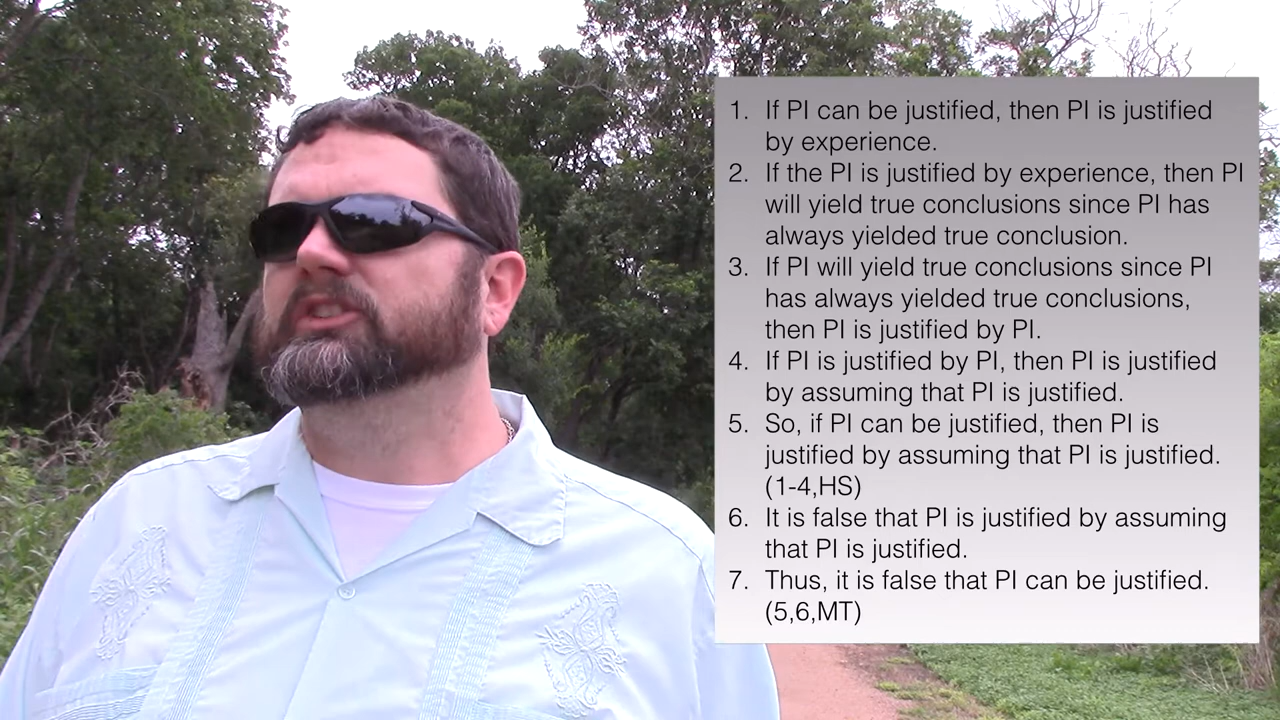 1. If PI can be justified, then PI is justified
by experience.
2. If the PI is justified by experience, then PI
will yield true conclusions since PI has
always yielded true conclusion.
3. If PI will yield true conclusions since PI
has always yielded true conclusions,
then PI is justified by PI.
4. If PI is justified by PI, then PI is justified
by assuming that PI is justified.
5. So, if PI can be justified, then PI is
justified by assuming that PI is justified.
(1-4,HS)
6. It is false that PI is justified by assuming
that PI is justified.
7. Thus, it is false that PI can be justified.
(5,6,MT)